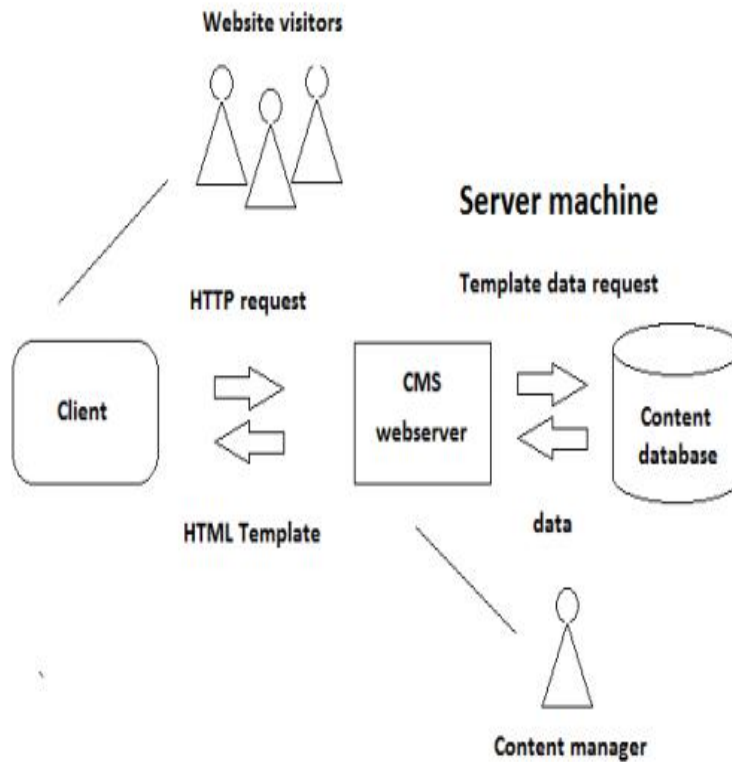 Website visitors
Server machine
HTTP request
Template data request
Client
CMS
webserver
Content
database
HTML Template
data
Content manager